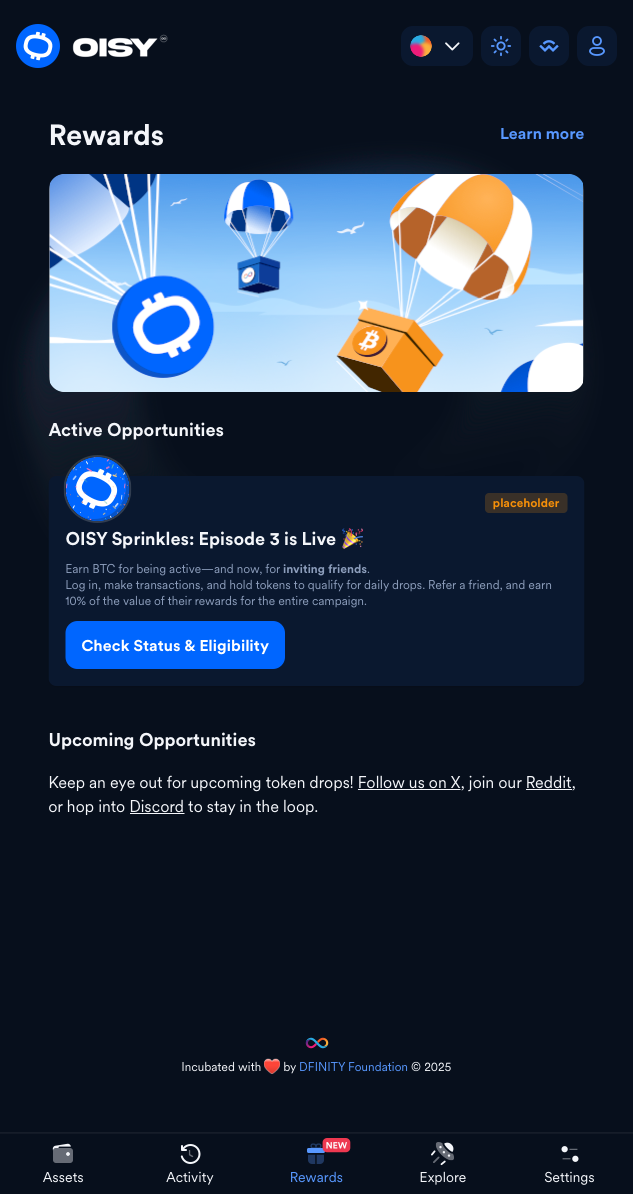 OISY
Rewards
Learn more
Active Opportunities
placeholder
OISY Sprinkles: Episode 3 is Live 🎉
Earn BTC for being active—and now, for inviting friends.
Log in, make transactions, and hold tokens to qualify for daily drops. Refer a friend, and earn
10% of the value of their rewards for the entire campaign.
Check Status & Eligibility
Upcoming Opportunities
Keep an eye out for upcoming token drops! Follow us on X, join our Reddit,
or hop into Discord to stay in the loop.
Incubated with ❤️ by DFINITY Foundation © 2025
NEW
Assets
Activity
Rewards
Explore
Settings